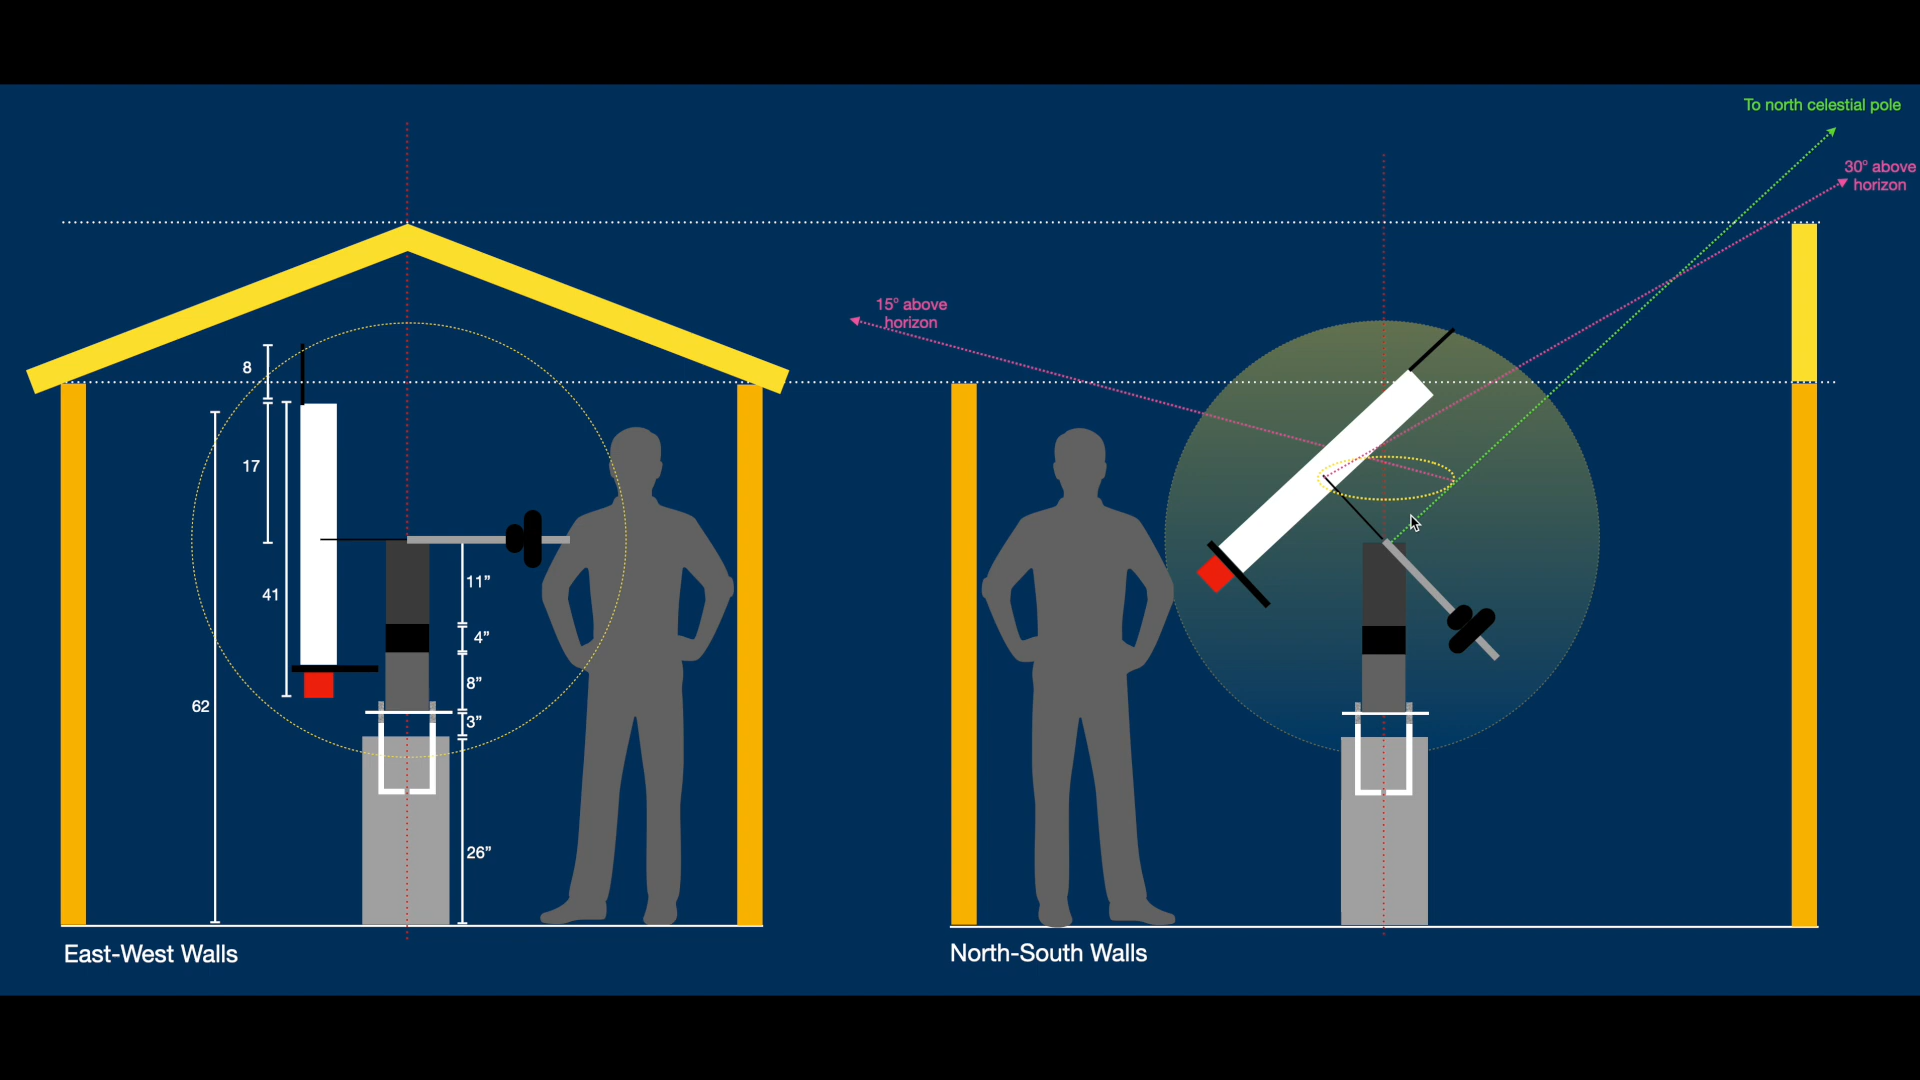 To north celestial pole
30° above
horizon
15° above
horizon
8
17
41
62
11”
4”
8”
3”
26”
East-West Walls
North-South Walls